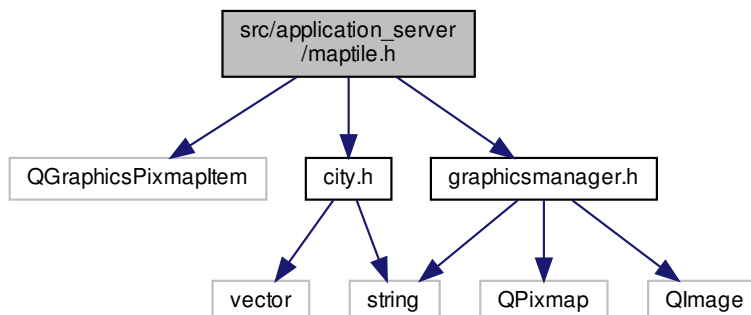 src/application_server
/maptile.h
QGraphicsPixmapItem
city.h
graphicsmanager.h
vector
string
QPixmap
QImage